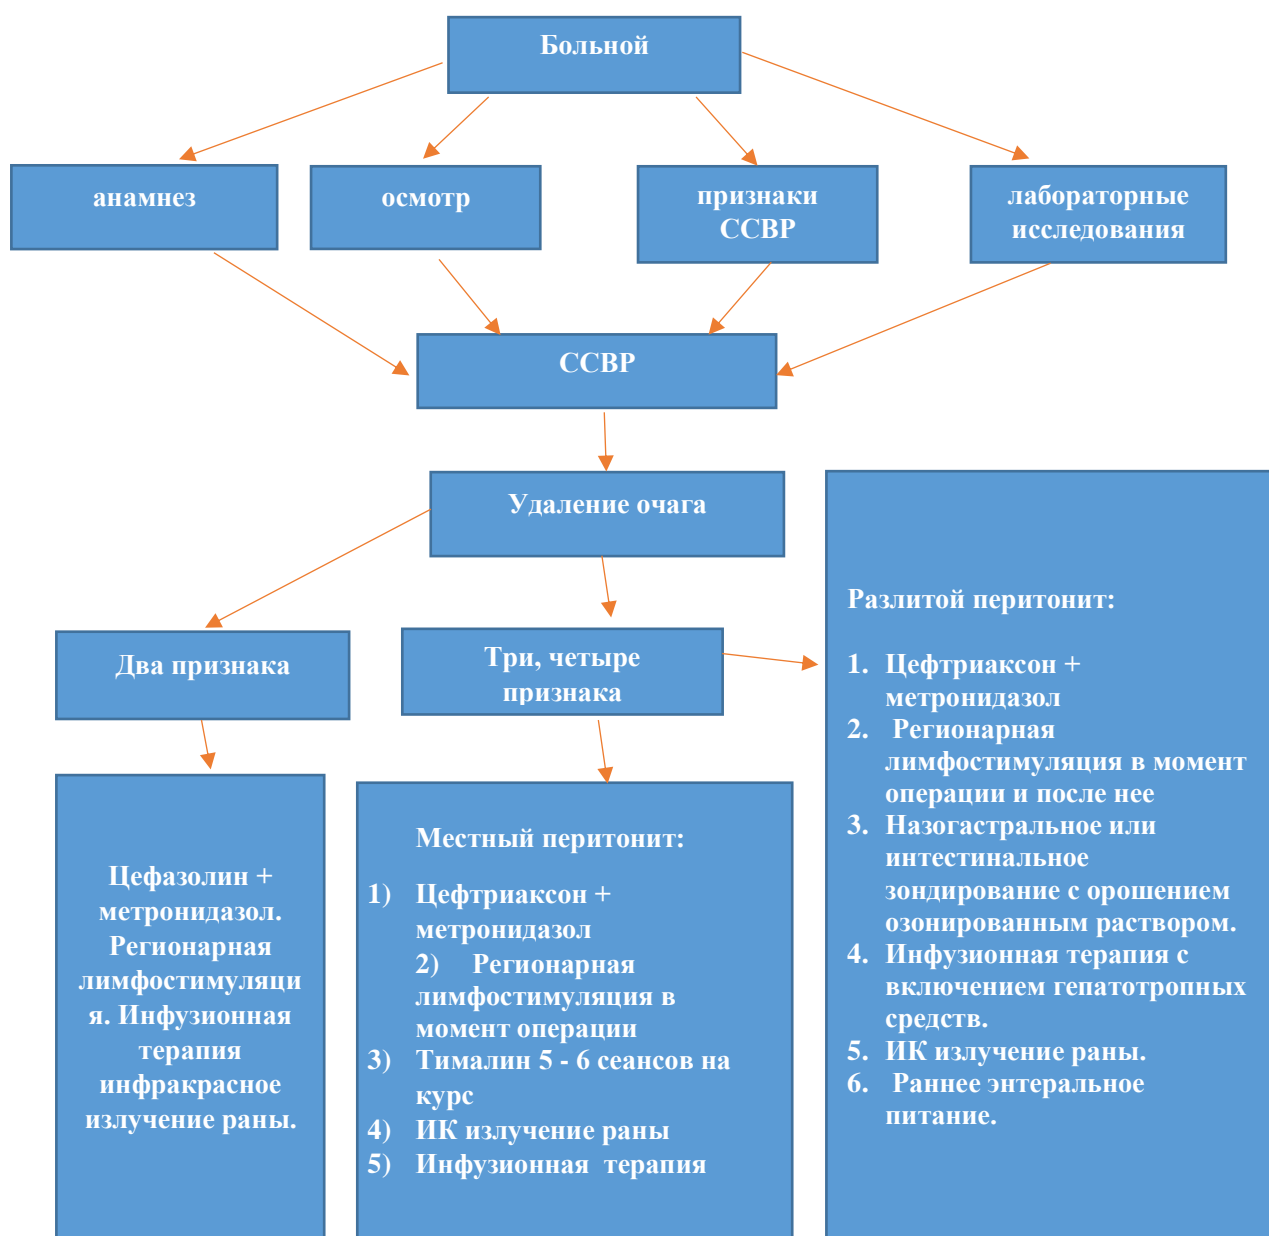 Больной
анамнез
осмотр
признаки
ССВР
лабораторные
исследования
ССВР
Удаление очага
Два признака
Три, четыре
признака
Цефазолин +
метронидазол.
Регионарная
лимфостимуляци
я. Инфузионная
терапия
инфракрасное
излучение раны.
Местный перитонит:
1) Цефтриаксон +
метронидазол
2) Регионарная
лимфостимуляция в
момент операции
3) Тималин 5 - 6 сеансов на
курс
4) ИК излучение раны
5) Инфузионная терапия
Разлитой перитонит:
1. Цефтриаксон +
метронидазол
2. Регионарная
лимфостимуляция в момент
операции и после нее
3. Назогастральное или
интестинальное
зондирование с орошением
озонированным раствором.
4. Инфузионная терапия с
включением гепатотропных
средств.
5. ИК излучение раны.
6. Раннее энтеральное
питание.